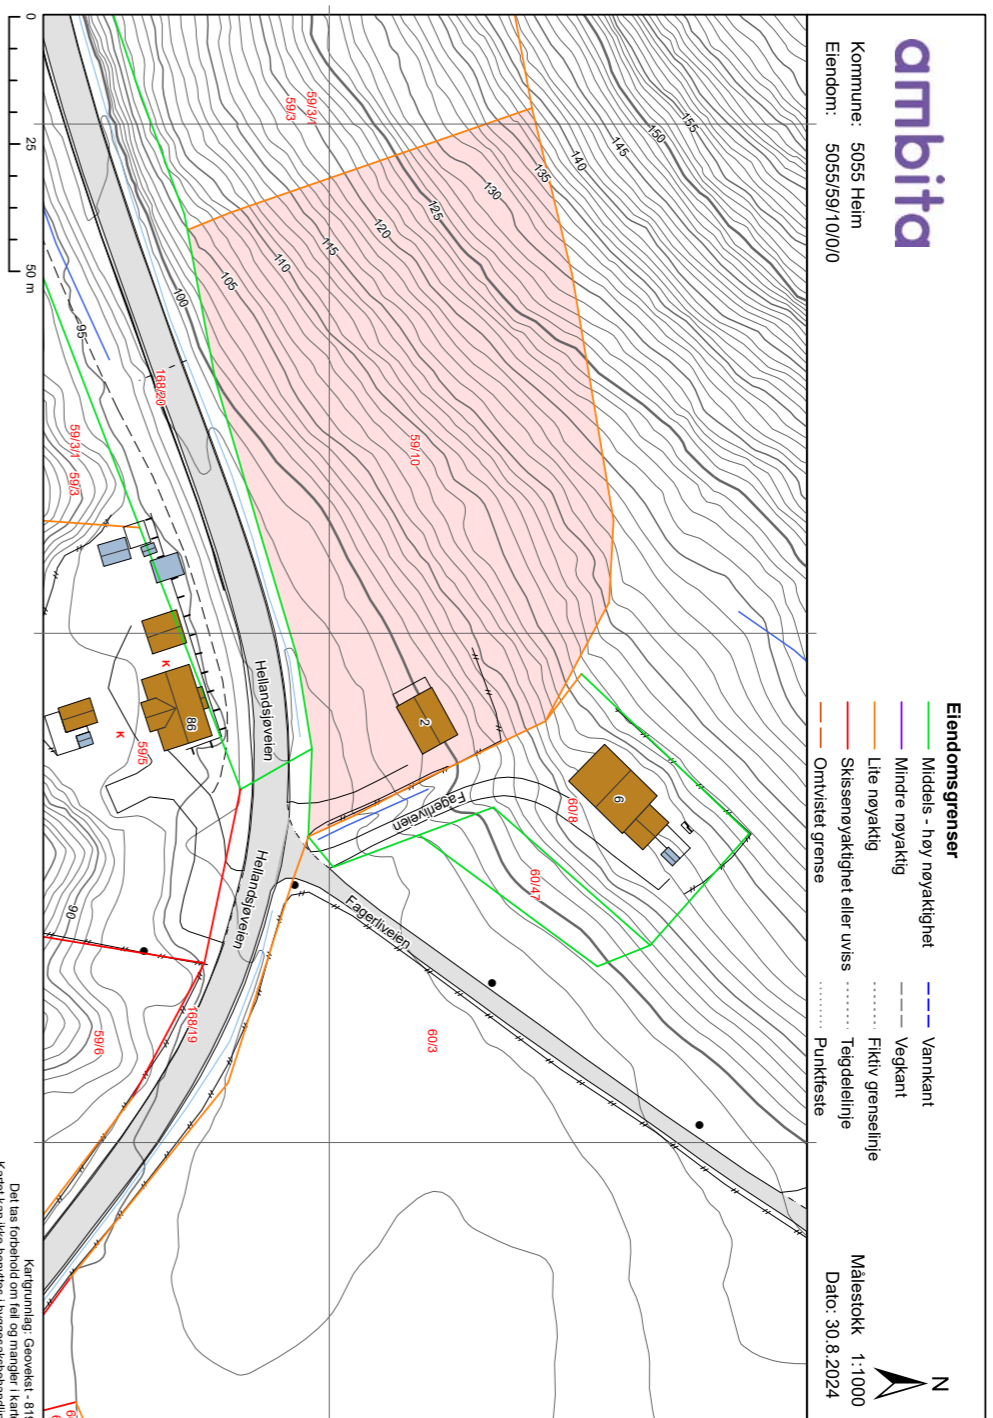 ambita
Kommune: 5055 Heim
Eiendom: 5055/59/10/0/0
Eiendomsgrenser
Middels - høy nøyaktighet
Mindre nøyaktig
Lite nøyaktig
Skissenøyaktighet eller uviss
Omtvistet grense
Vannkant
Vegkant
Fiktiv grenselinje
Teigdelelinje
Punktfeste
N
Målestokk 1:1000
Dato: 30.8.2024
155
150
145
140
135
130
125
120
115
110
105
100
95
90
59/3/1
59/3
59/10
168/20
59/3/1
59/3
2
6
60/8
60/47
Fagerliveien
Fagerliveien
Hellandsjøveien
Hellandsjøveien
86
K
K
59/5
60/3
168/19
59/6
0
25
50 m
Kartgrunnlag: Geovekst - 819
Det tas forbehold om feil og mangler i karte